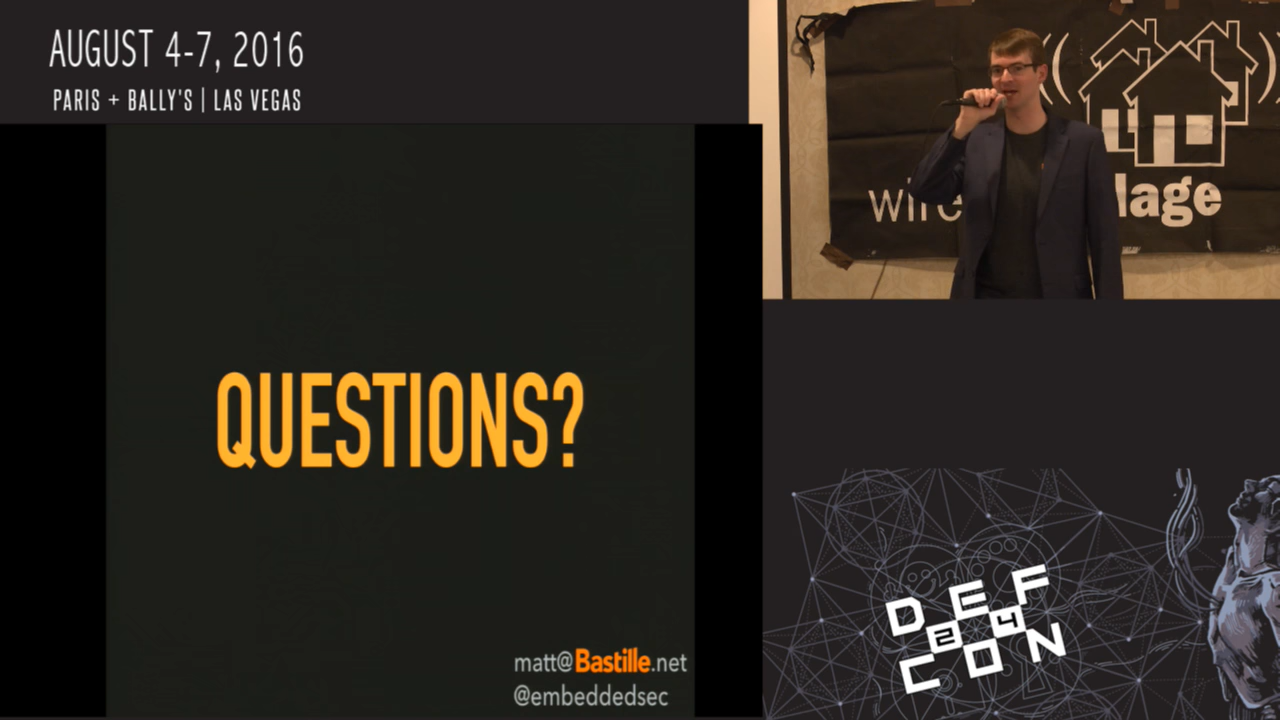 AUGUST 4-7, 2016
PARIS + BALLY'S | LAS VEGAS
QUESTIONS?
matt@Bastille.net
@embeddedsec
DEF
24
CON